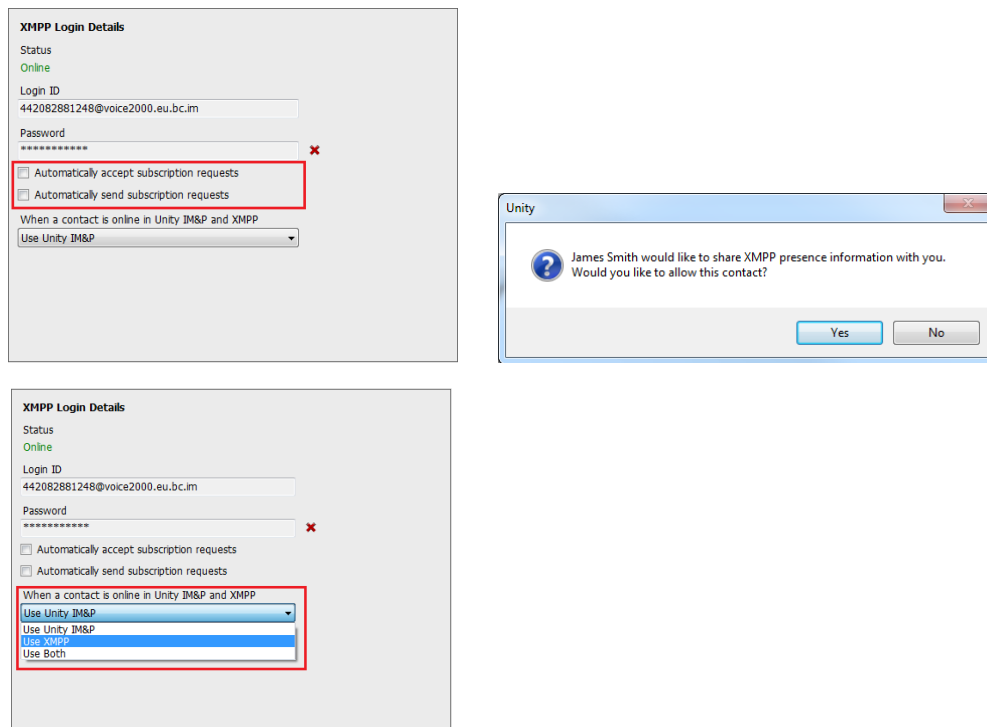 XMPP Login Details
Status
Online
Login ID
442082881248@voice2000.eu.bc.im
Password
***********
Automatically accept subscription requests
Automatically send subscription requests
When a contact is online in Unity IM&P and XMPP
Use Unity IM&P
Unity
James Smith would like to share XMPP presence information with you.
Would you like to allow this contact?
Yes
No
XMPP Login Details
Status
Online
Login ID
442082881248@voice2000.eu.bc.im
Password
***********
Automatically accept subscription requests
Automatically send subscription requests
When a contact is online in Unity IM&P and XMPP
Use Unity IM&P
Use Unity IM&P
Use XMPP
Use Both